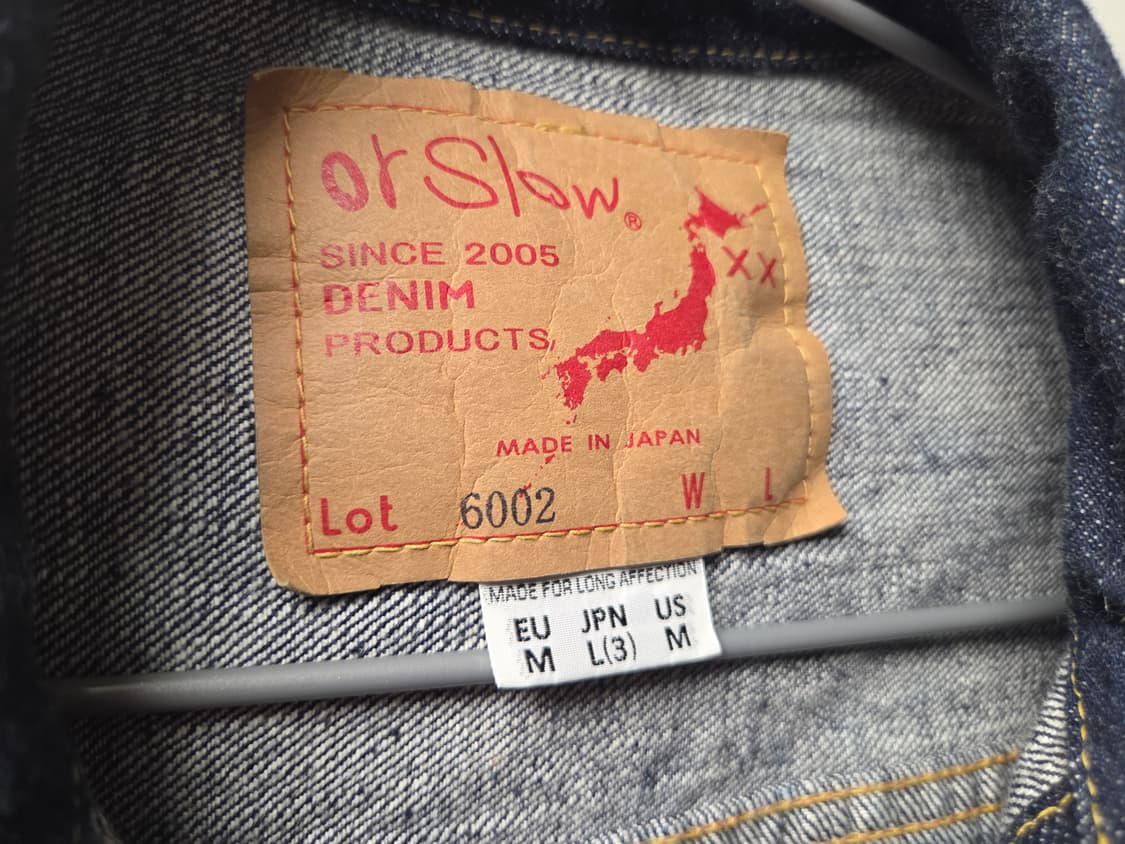 orSlow®
SINCE 2005
DENIM
PRODUCTS,
XX
MADE IN JAPAN
Lot 6002 W L
MADE FOR LONG AFFECTION
EU JPN US
M L(3) M